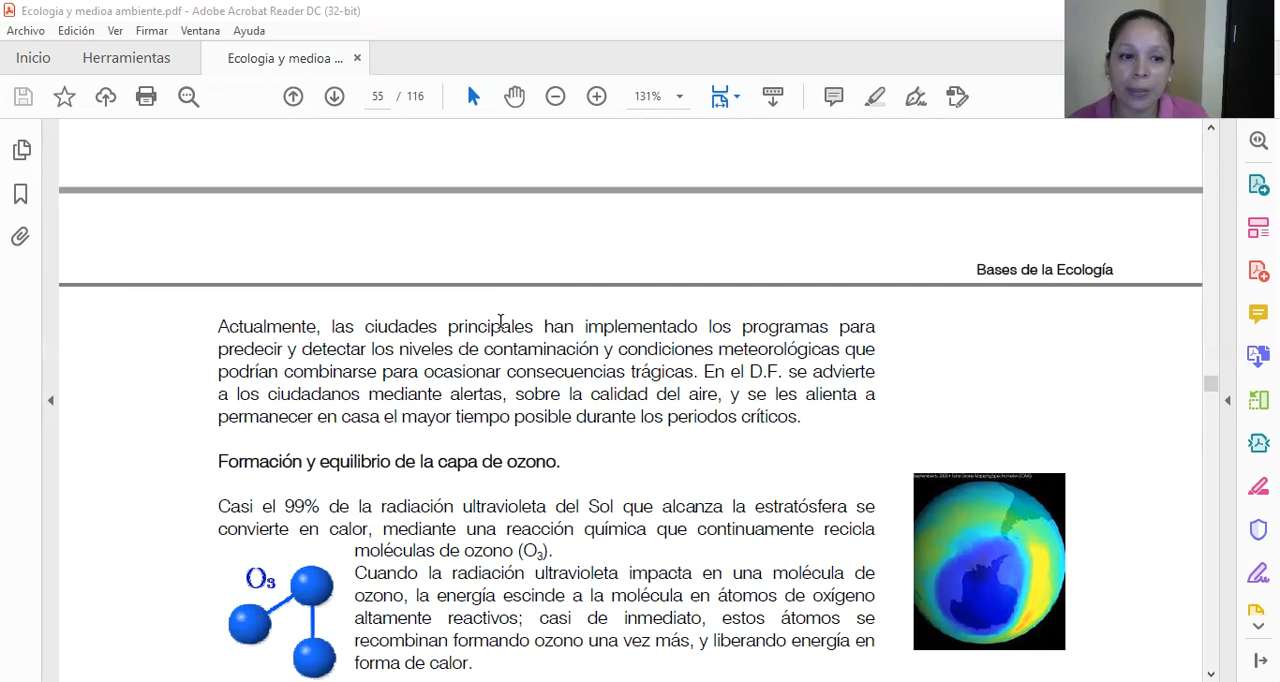 Ecologia y medioa ambiente.pdf - Adobe Acrobat Reader DC (32-bit)
Archivo Edición Ver Firmar Ventana Ayuda
Inicio Herramientas Ecologia y medioa ... ×
55 / 116 131%
Bases de la Ecología
Actualmente, las ciudades principales han implementado los programas para
predecir y detectar los niveles de contaminación y condiciones meteorológicas que
podrían combinarse para ocasionar consecuencias trágicas. En el D.F. se advierte
a los ciudadanos mediante alertas, sobre la calidad del aire, y se les alienta a
permanecer en casa el mayor tiempo posible durante los periodos críticos.
Formación y equilibrio de la capa de ozono.
Casi el 99% de la radiación ultravioleta del Sol que alcanza la estratósfera se
convierte en calor, mediante una reacción química que continuamente recicla
moléculas de ozono (O₃).
O₃
Cuando la radiación ultravioleta impacta en una molécula de
ozono, la energía escinde a la molécula en átomos de oxígeno
altamente reactivos; casi de inmediato, estos átomos se
recombinan formando ozono una vez más, y liberando energía en
forma de calor.